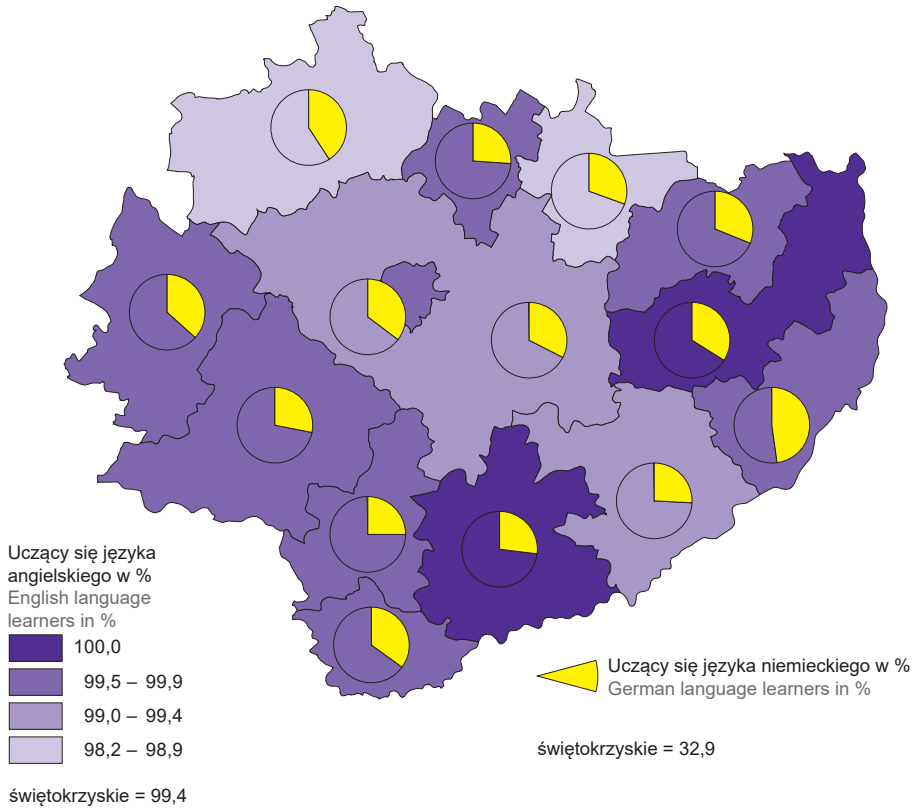 Uczący się języka
angielskiego w %
English language
learners in %
100,0
99,5 – 99,9
99,0 – 99,4
98,2 – 98,9
świętokrzyskie = 99,4
Uczący się języka niemieckiego w %
German language learners in %
świętokrzyskie = 32,9